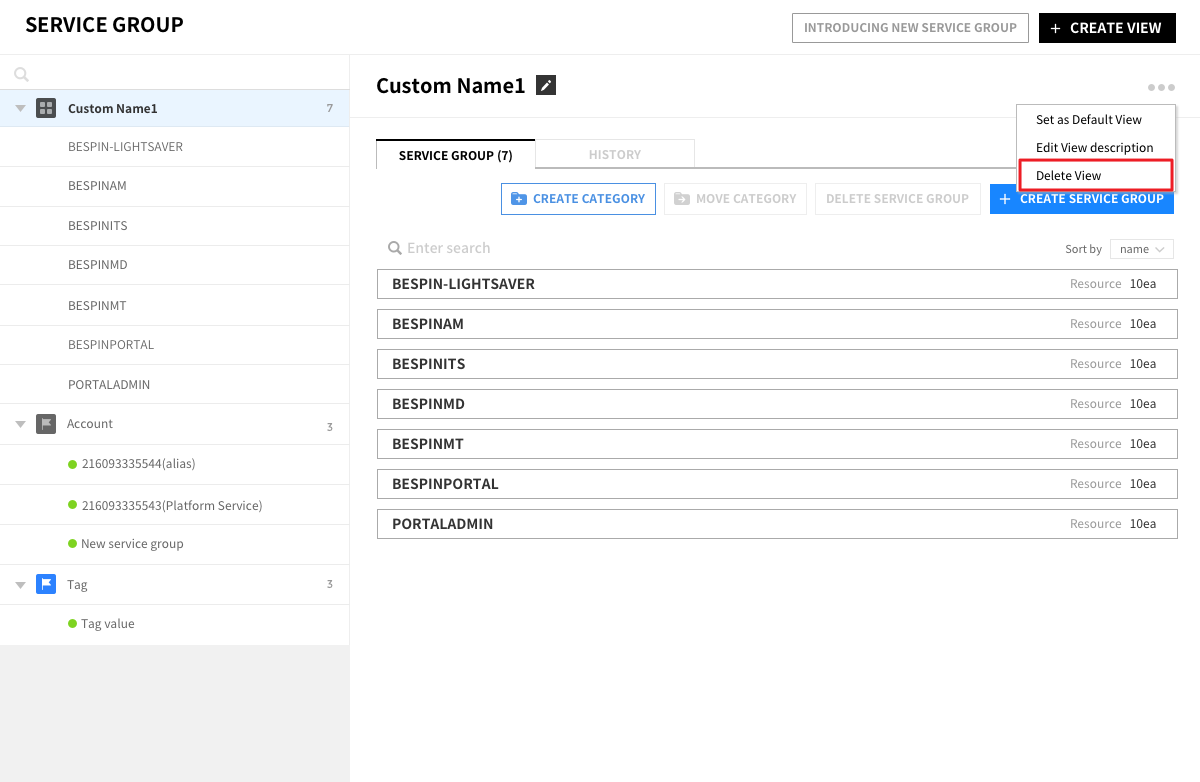 SERVICE GROUP
INTRODUCING NEW SERVICE GROUP
+ CREATE VIEW
Custom Name1 7
BESPIN-LIGHTSAVER
BESPINAM
BESPINITS
BESPINMD
BESPINMT
BESPINPORTAL
PORTALADMIN
Account 3
216093335544(alias)
216093335543(Platform Service)
New service group
Tag 3
Tag value
Custom Name1
Set as Default View
Edit View description
Delete View
SERVICE GROUP (7)
HISTORY
CREATE CATEGORY
MOVE CATEGORY
DELETE SERVICE GROUP
+ CREATE SERVICE GROUP
Enter search
Sort by name
BESPIN-LIGHTSAVER Resource 10ea
BESPINAM Resource 10ea
BESPINITS Resource 10ea
BESPINMD Resource 10ea
BESPINMT Resource 10ea
BESPINPORTAL Resource 10ea
PORTALADMIN Resource 10ea